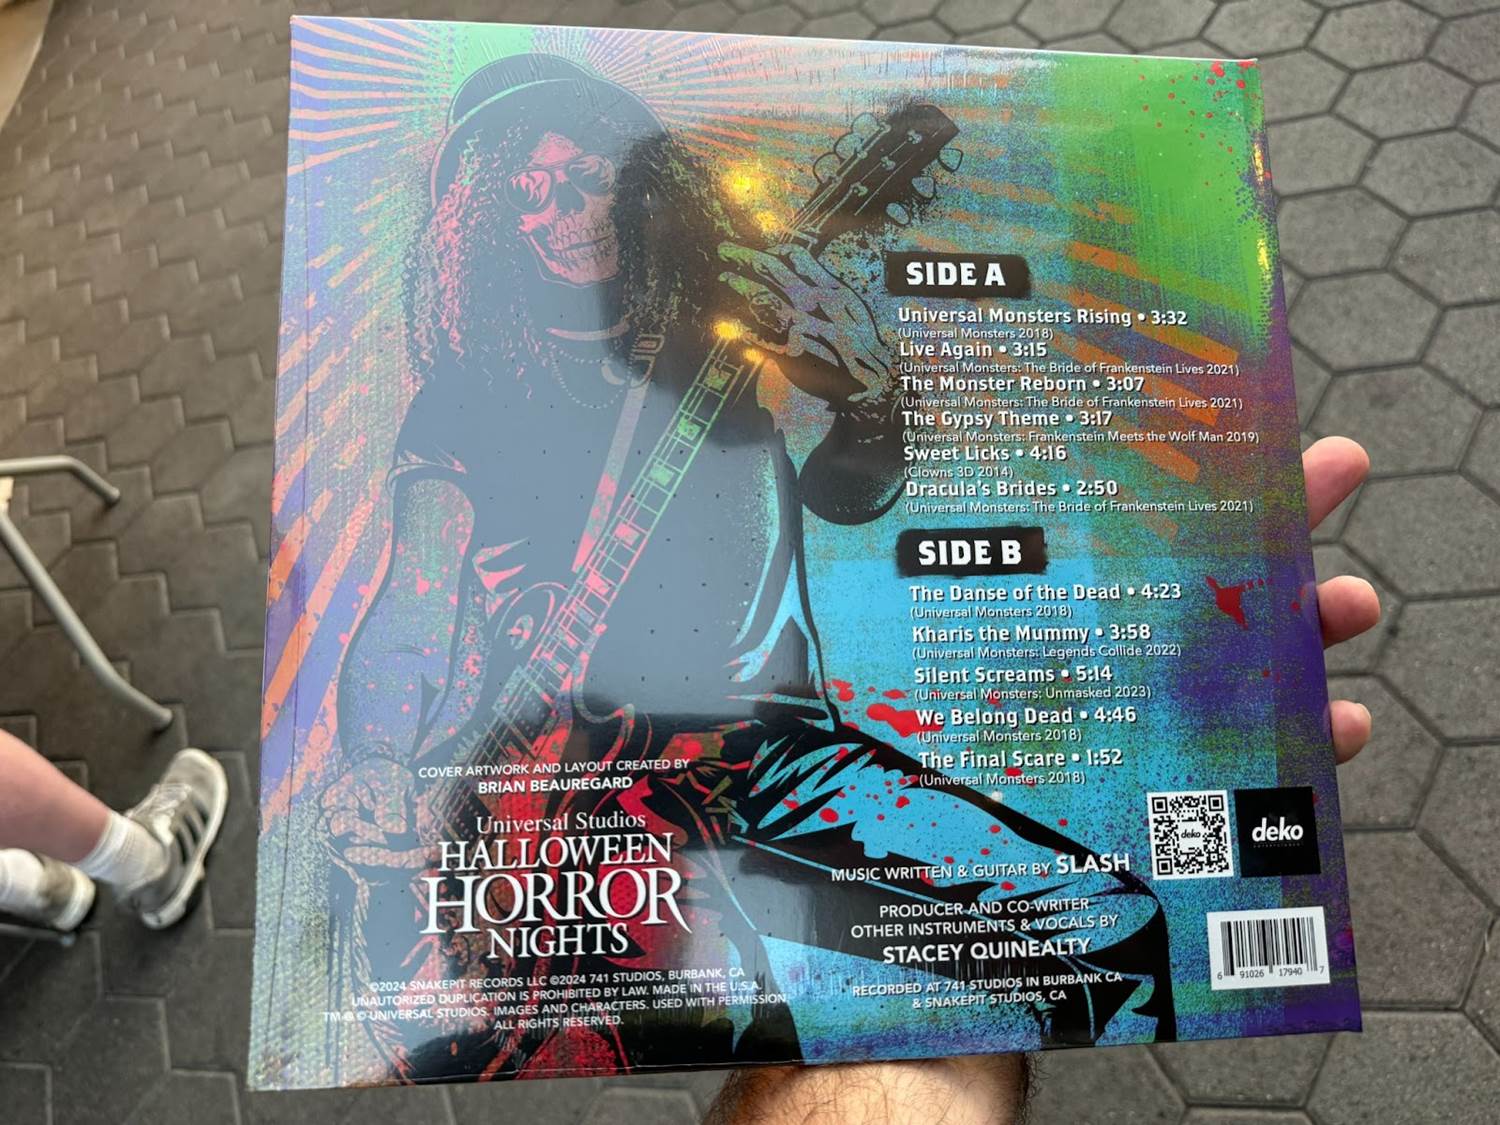 SIDE A
Universal Monsters Rising • 3:32
(Universal Monsters 2018)
Live Again • 3:15
(Universal Monsters: The Bride of Frankenstein Lives 2021)
The Monster Reborn • 3:07
(Universal Monsters: The Bride of Frankenstein Lives 2021)
The Gypsy Theme • 3:17
(Universal Monsters: Frankenstein Meets the Wolf Man 2019)
Sweet Licks • 4:16
(Clowns 3D 2014)
Dracula's Brides • 2:50
(Universal Monsters: The Bride of Frankenstein Lives 2021)
SIDE B
The Danse of the Dead • 4:23
(Universal Monsters 2018)
Kharis the Mummy • 3:58
(Universal Monsters: Legends Collide 2022)
Silent Screams • 5:14
(Universal Monsters: Unmasked 2023)
We Belong Dead • 4:46
(Universal Monsters 2018)
The Final Scare • 1:52
(Universal Monsters 2018)
COVER ARTWORK AND LAYOUT CREATED BY
BRIAN BEAUREGARD
Universal Studios
HALLOWEEN
HORROR
NIGHTS
©2024 SNAKEPIT RECORDS LLC ©2024 741 STUDIOS, BURBANK, CA
UNAUTORIZED DUPLICATION IS PROHIBITED BY LAW. MADE IN THE U.S.A.
TM & © UNIVERSAL STUDIOS. IMAGES AND CHARACTERS. USED WITH PERMISSION.
ALL RIGHTS RESERVED.
deko
deko
ENTERTAINMENT
MUSIC WRITTEN & GUITAR BY SLASH
PRODUCER AND CO-WRITER
OTHER INSTRUMENTS & VOCALS BY
STACEY QUINEALTY
RECORDED AT 741 STUDIOS IN BURBANK CA
& SNAKEPIT STUDIOS, CA
6 91026 17940 7